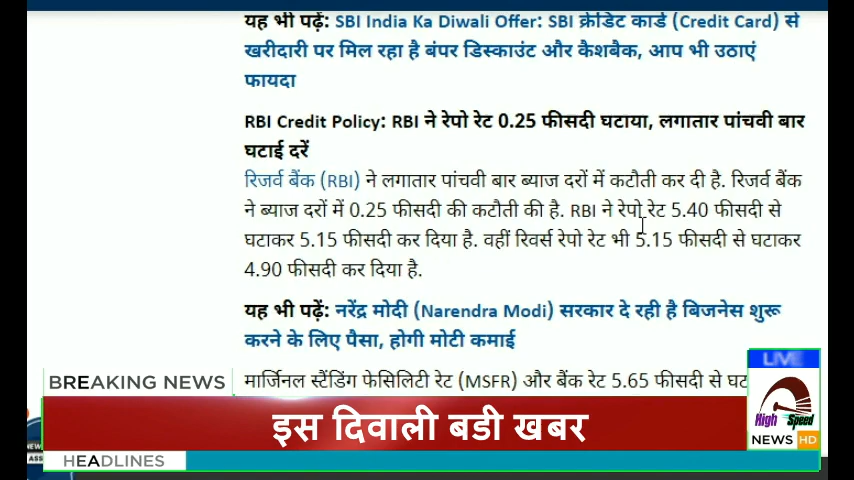 यह भी पढ़ें: SBI India Ka Diwali Offer: SBI क्रेडिट कार्ड (Credit Card) से
खरीदारी पर मिल रहा है बंपर डिस्काउंट और कैशबैक, आप भी उठाएं
फायदा
RBI Credit Policy: RBI ने रेपो रेट 0.25 फीसदी घटाया, लगातार पांचवी बार
घटाई दरें
रिजर्व बैंक (RBI) ने लगातार पांचवी बार ब्याज दरों में कटौती कर दी है. रिजर्व बैंक
ने ब्याज दरों में 0.25 फीसदी की कटौती की है. RBI ने रेपो रेट 5.40 फीसदी से
घटाकर 5.15 फीसदी कर दिया है. वहीं रिवर्स रेपो रेट भी 5.15 फीसदी से घटाकर
4.90 फीसदी कर दिया है.
यह भी पढ़ें: नरेंद्र मोदी (Narendra Modi) सरकार दे रही है बिजनेस शुरू
करने के लिए पैसा, होगी मोटी कमाई
मार्जिनल स्टैंडिंग फेसिलिटी रेट (MSFR) और बैंक रेट 5.65 फीसदी से
LIVE
BREAKING NEWS
High Speed
NEWS HD
इस दिवाली बडी खबर
HEADLINES